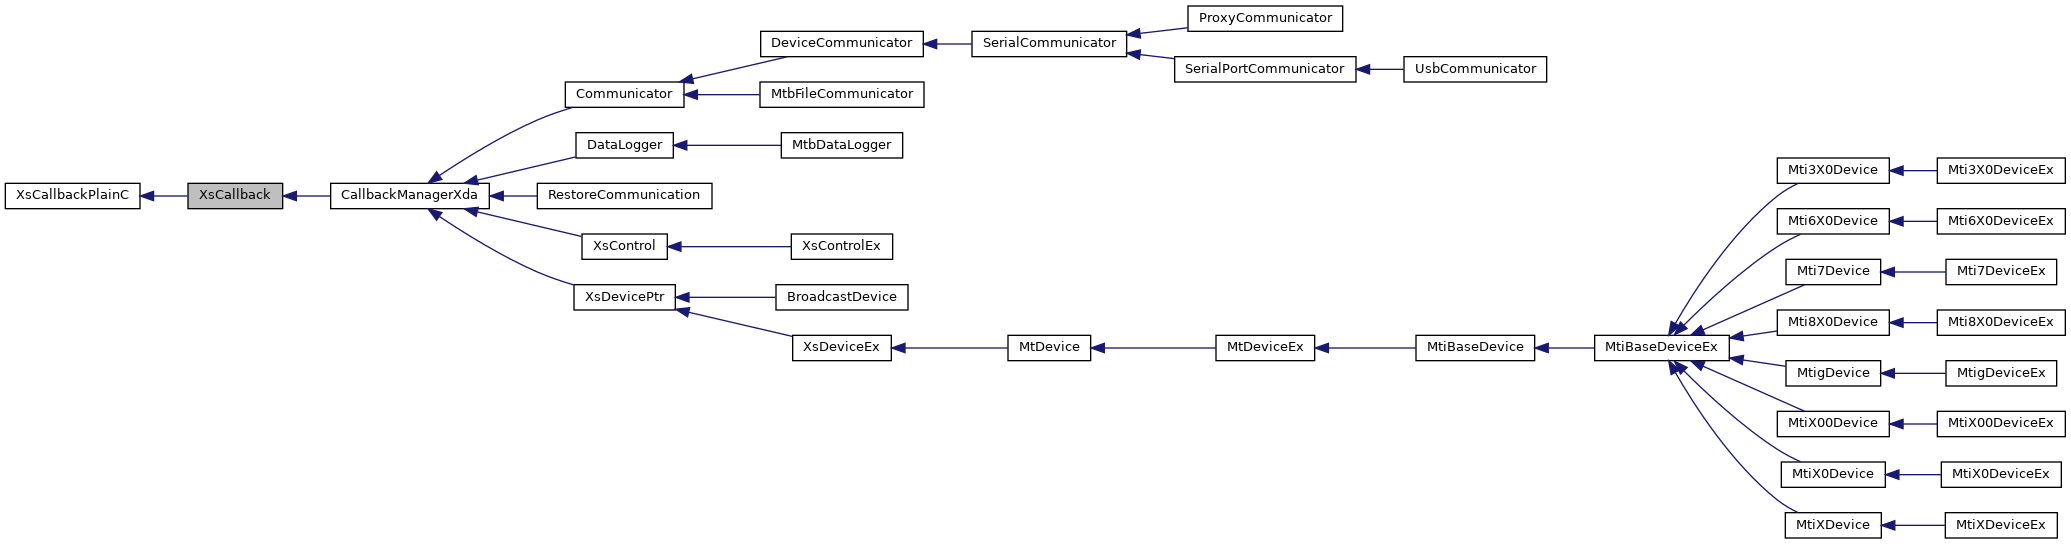 ProxyCommunicator
DeviceCommunicator
SerialCommunicator
SerialPortCommunicator
UsbCommunicator
Communicator
MtbFileCommunicator
DataLogger
MtbDataLogger
XsCallbackPlainC
XsCallback
CallbackManagerXda
RestoreCommunication
XsControl
XsControlEx
XsDevicePtr
BroadcastDevice
XsDeviceEx
MtDevice
MtDeviceEx
MtiBaseDevice
MtiBaseDeviceEx
Mti3X0Device
Mti3X0DeviceEx
Mti6X0Device
Mti6X0DeviceEx
Mti7Device
Mti7DeviceEx
Mti8X0Device
Mti8X0DeviceEx
MtigDevice
MtigDeviceEx
MtiX00Device
MtiX00DeviceEx
MtiX0Device
MtiX0DeviceEx
MtiXDevice
MtiXDeviceEx